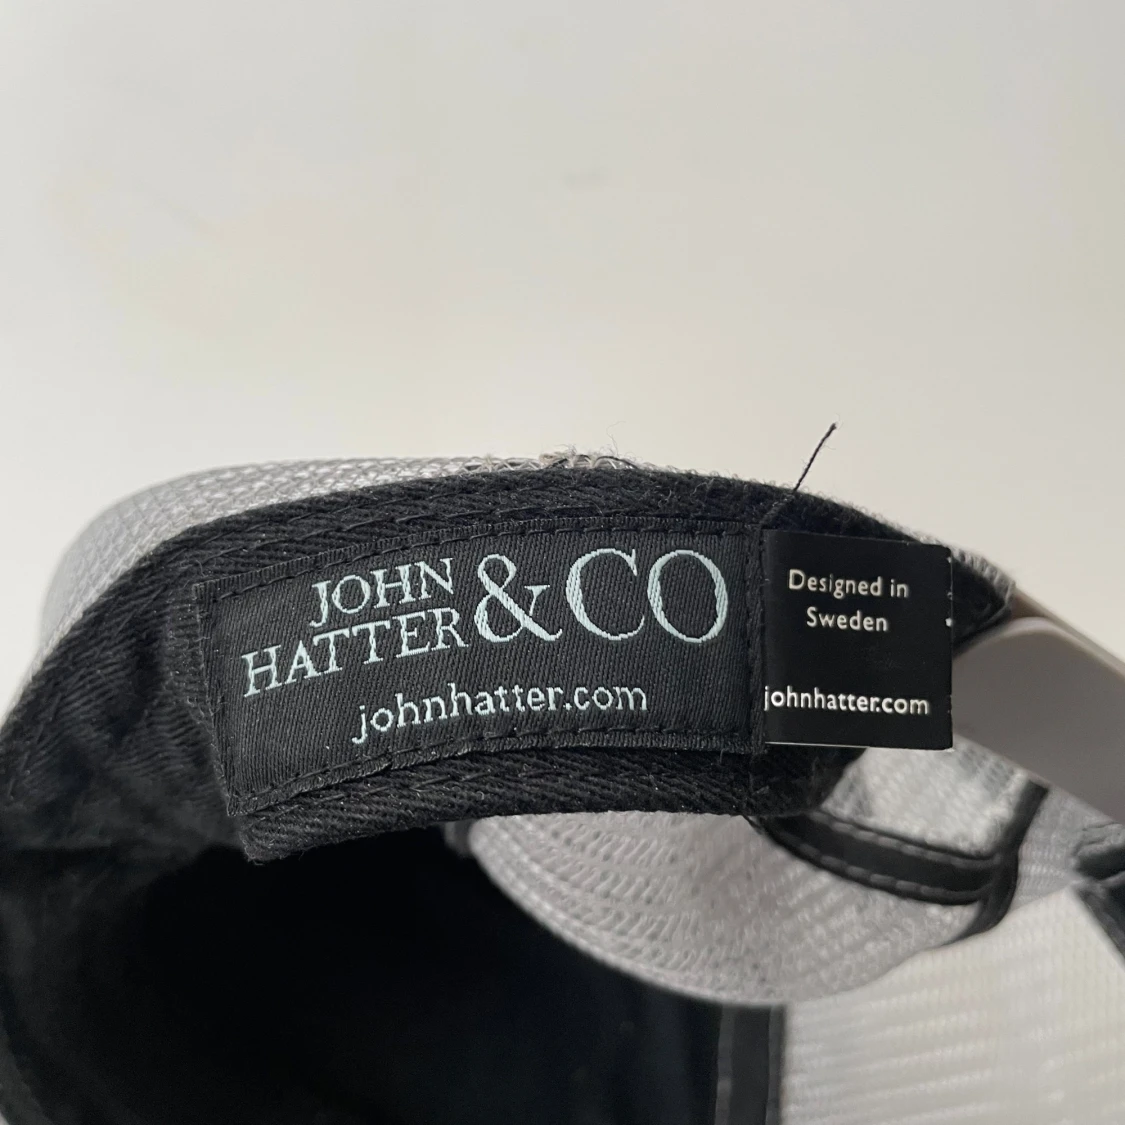 JOHN
HATTER & CO
johnhatter.com
Designed in
Sweden
johnhatter.com